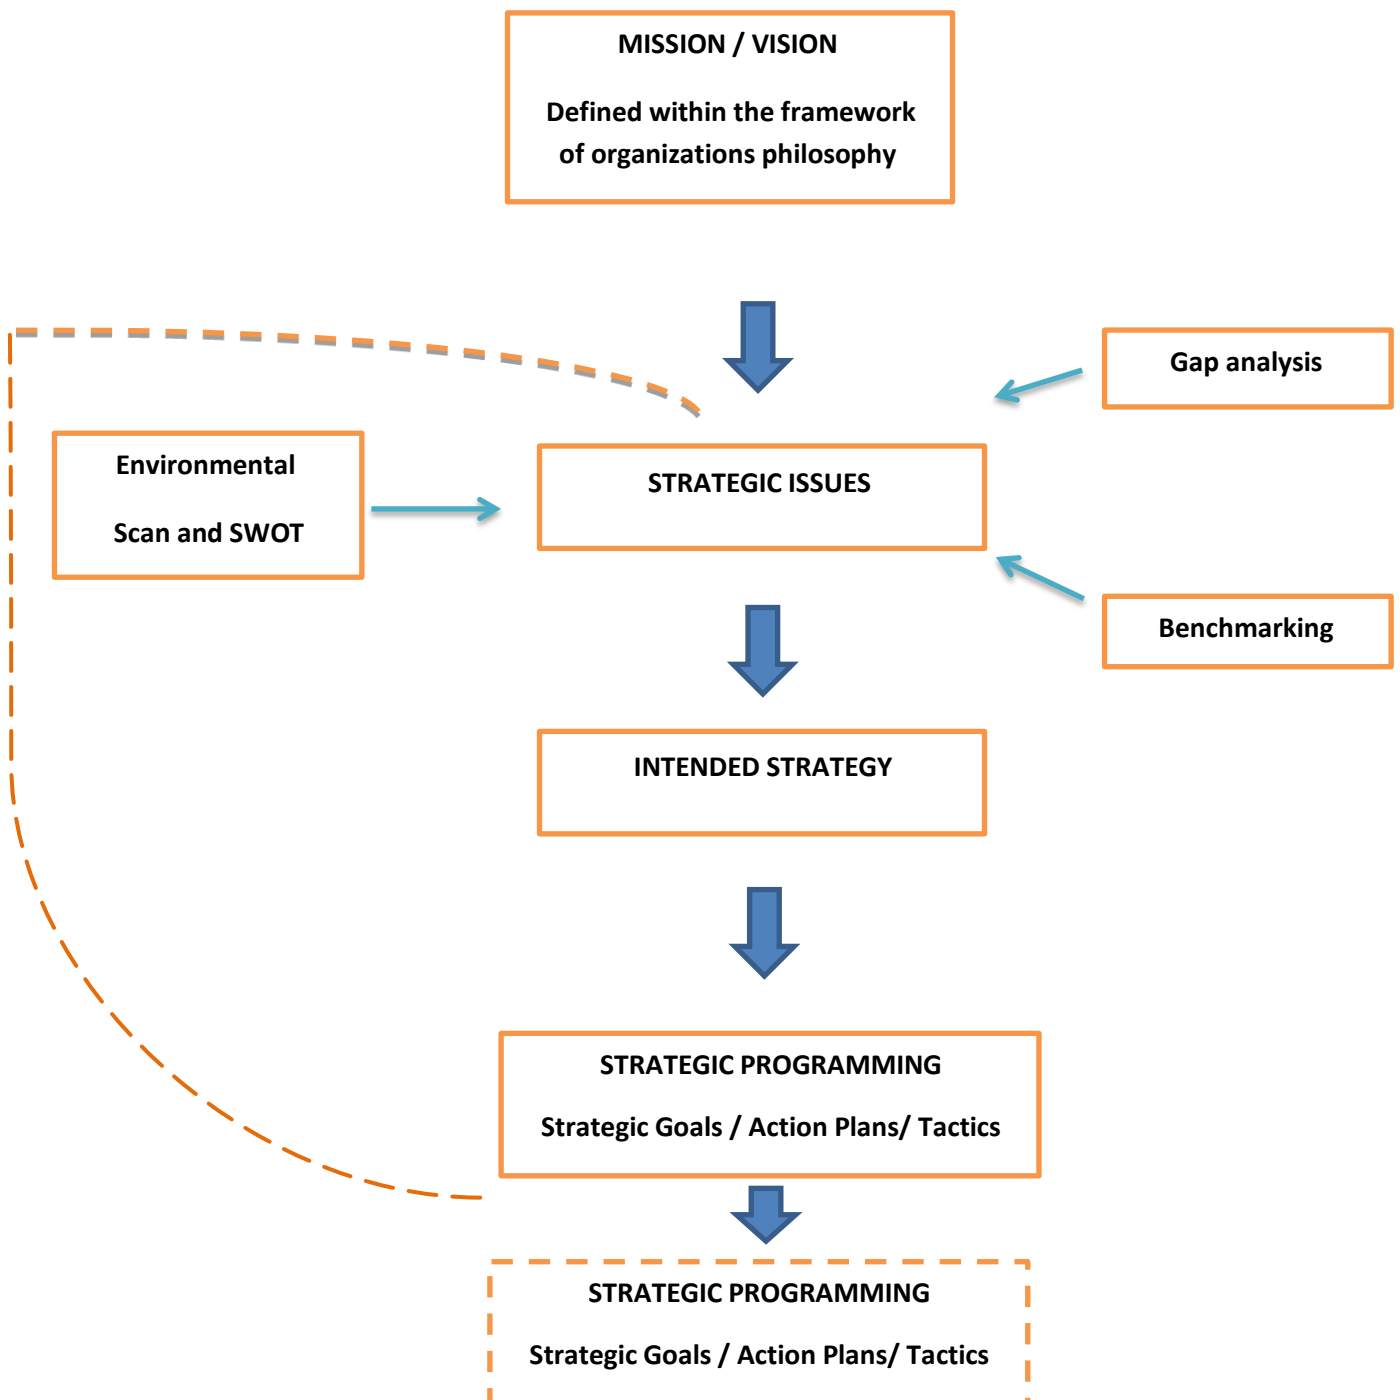 MISSION / VISION
Defined within the framework
of organizations philosophy
Gap analysis
Environmental
Scan and SWOT
STRATEGIC ISSUES
Benchmarking
INTENDED STRATEGY
STRATEGIC PROGRAMMING
Strategic Goals / Action Plans/ Tactics
STRATEGIC PROGRAMMING
Strategic Goals / Action Plans/ Tactics